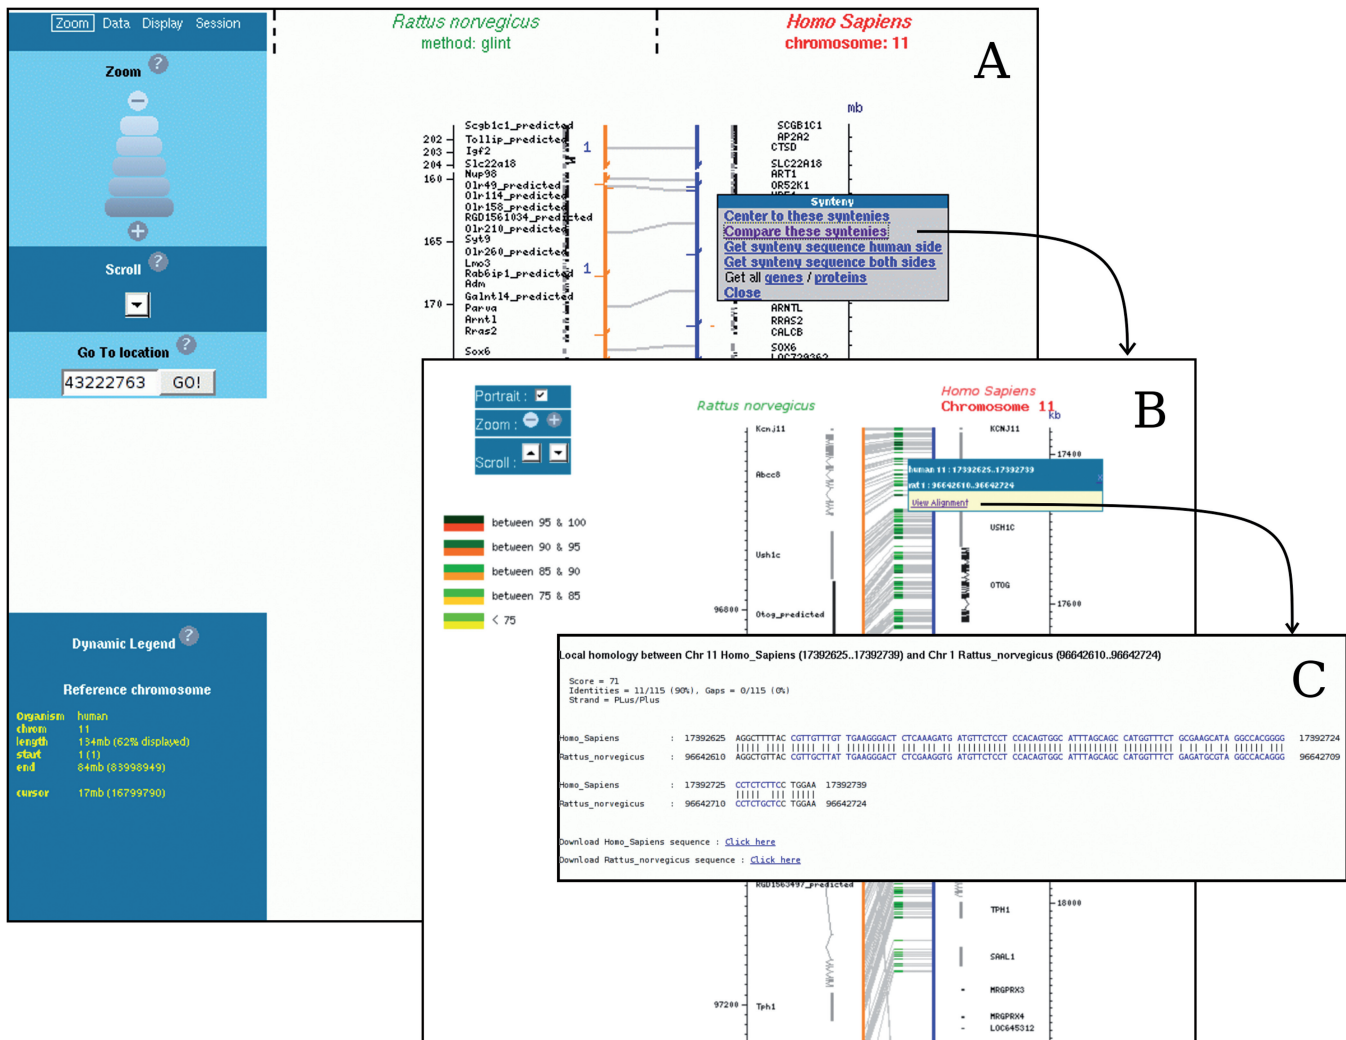 Zoom Data Display Session
Zoom ?
Scroll ?
Go To location ?
43222763 GO!
Dynamic Legend ?
Reference chromosome
Organism human
chrom 11
length 134mb (62% displayed)
start 1 (1)
end 84mb (83998949)
cursor 17mb (16799790)
Rattus norvegicus
method: glint
Homo Sapiens
chromosome: 11
A
mb
Scgb1c1_predicted
202 Tollip_predicted
203 Igf2
204 Slc22a18
Nup98
160 Olr49_predicted
Olr114_predicted
Olr158_predicted
RGD1561034_predicted
Olr210_predicted
165 Syt9
Olr260_predicted
Lmo3
Rab6ip1_predicted
Adm
Galntl4_predicted
170 Parva
Arntl
Rras2
Sox6
1
1
SCGB1C1
AP2A2
CTSD
SLC22A18
ART1
OR52K1
Synteny
Center to these syntenies
Compare these syntenies
Get synteny sequence human side
Get synteny sequence both sides
Get all genes / proteins
Close
ARNTL
RRAS2
CALCB
SOX6
LOC729362
B
Portrait :
Zoom :
Scroll :
between 95 & 100
between 90 & 95
between 85 & 90
between 75 & 85
< 75
Rattus norvegicus
Homo Sapiens
Chromosome 11
kb
Kcnj11
Abcc8
Ush1c
96800
Otog_predicted
KCNJ11
17400
human 11 : 17392625..17392739
rat 1 : 96642610..96642724
x
View Alignment
USH1C
OTOG
17600
C
Local homology between Chr 11 Homo_Sapiens (17392625..17392739) and Chr 1 Rattus_norvegicus (96642610..96642724)
Score = 71
Identities = 11/115 (90%), Gaps = 0/115 (0%)
Strand = PLus/Plus
Homo_Sapiens : 17392625 AGGCTTTTAC CGTTGTTTGT TGAAGGGACT CTCAAAGATG ATGTTCTCCT CCACAGTGGC ATTTAGCAGC CATGGTTTCT GCGAAGCATA GGCCACGGGG 17392724
Rattus_norvegicus : 96642610 AGGCTGTTAC CGTTGCTTAT TGAAGGGACT CTCGAAGGTG ATGTTCTCCT CCACAGTGGC ATTTAGCAGC CATGGTTTCT GAGATGCGTA GGCCACAGGG 96642709
Homo_Sapiens : 17392725 CCTCTCTTCC TGGAA 17392739
Rattus_norvegicus : 96642710 CCTCTGCTCC TGGAA 96642724
Download Homo_Sapiens sequence : Click here
Download Rattus_norvegicus sequence : Click here
RGD1563497_predicted
97200 Tph1
18000
TPH1
SAAL1
MRGPRX3
MRGPRX4
LOC645312